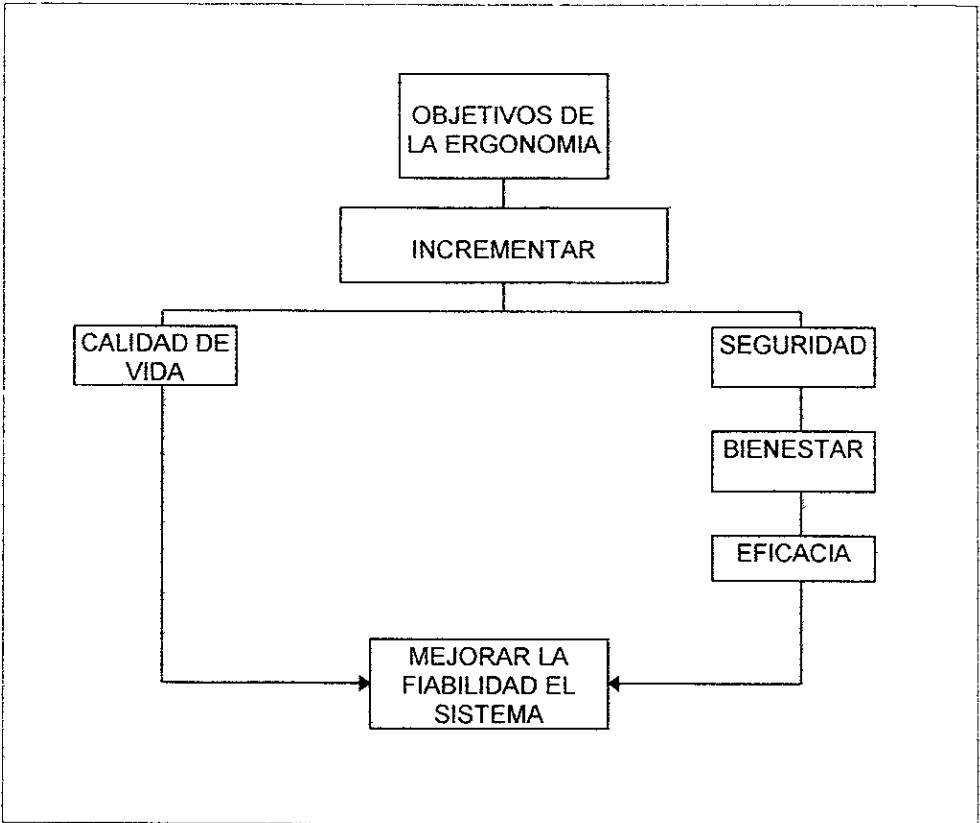 OBJETIVOS DE
LA ERGONOMIA
INCREMENTAR
CALIDAD DE
VIDA
SEGURIDAD
BIENESTAR
EFICACIA
MEJORAR LA
FIABILIDAD EL
SISTEMA